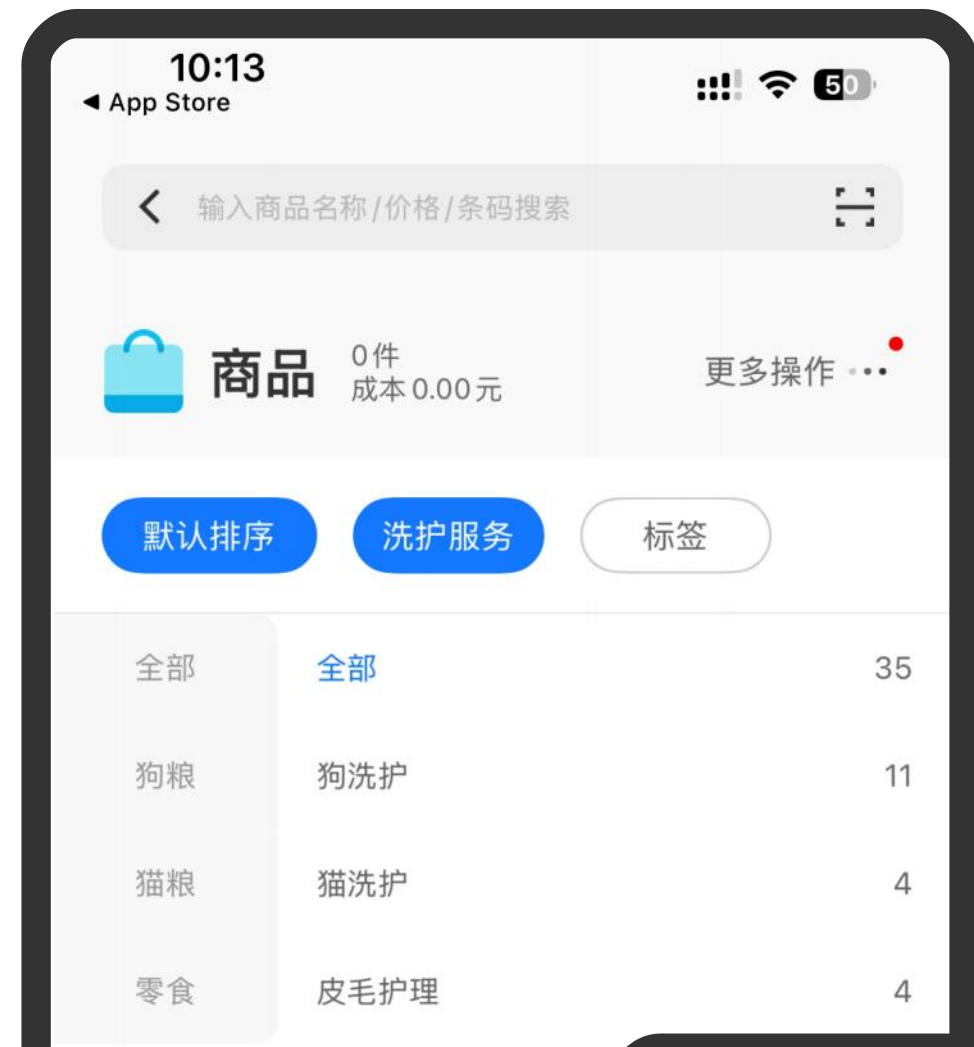 10:13
◀ App Store
50
输入商品名称/价格/条码搜索
商品
0件
成本0.00元
更多操作
默认排序 洗护服务 标签
全部 全部 35
狗粮 狗洗护 11
猫粮 猫洗护 4
零食 皮毛护理 4